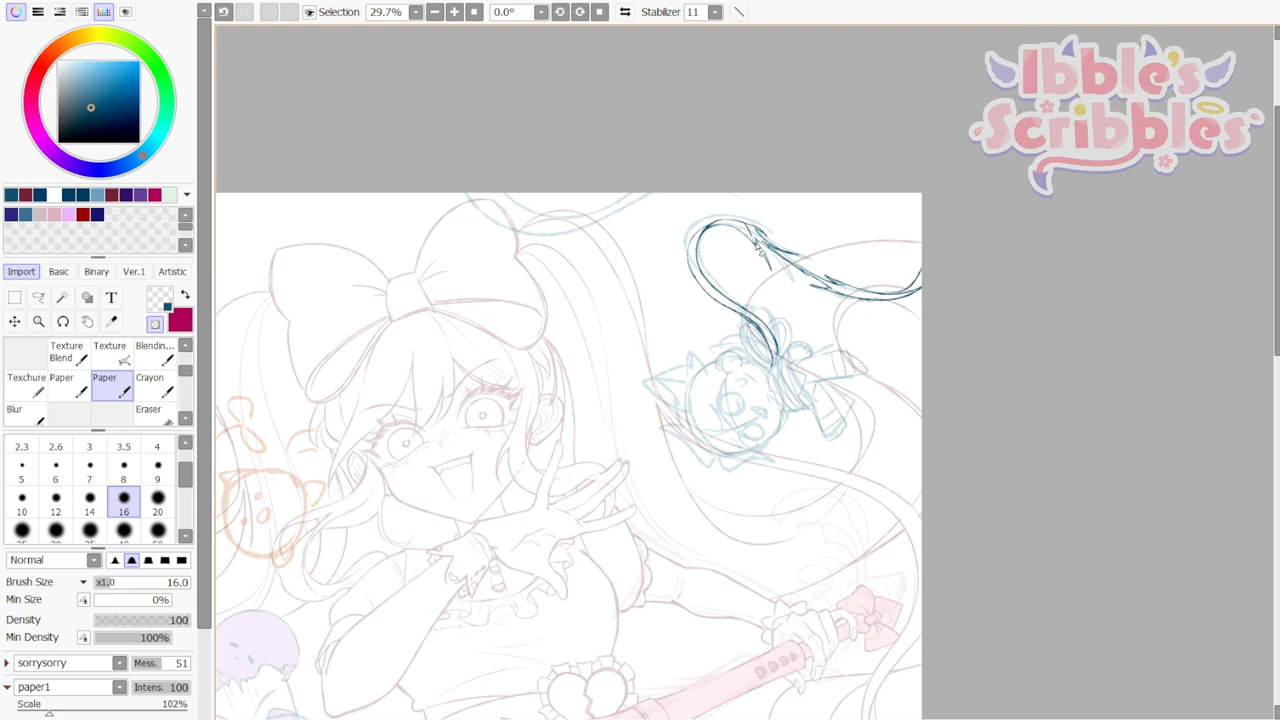 Selection
29.7%
0.0°
Stabilizer 11
Ibble's
Scribbles
Import Basic Binary Ver.1 Artistic
T
Texture Blend
Texture
Blendin...
Texchure
Paper
Paper
Crayon
Blur
Eraser
2.3 2.6 3 3.5 4
5 6 7 8 9
10 12 14 16 20
Normal
Brush Size x1.0 16.0
Min Size 0%
Density 100
Min Density 100%
sorrysorry Mess. 51
paper1 Intens. 100
Scale 102%